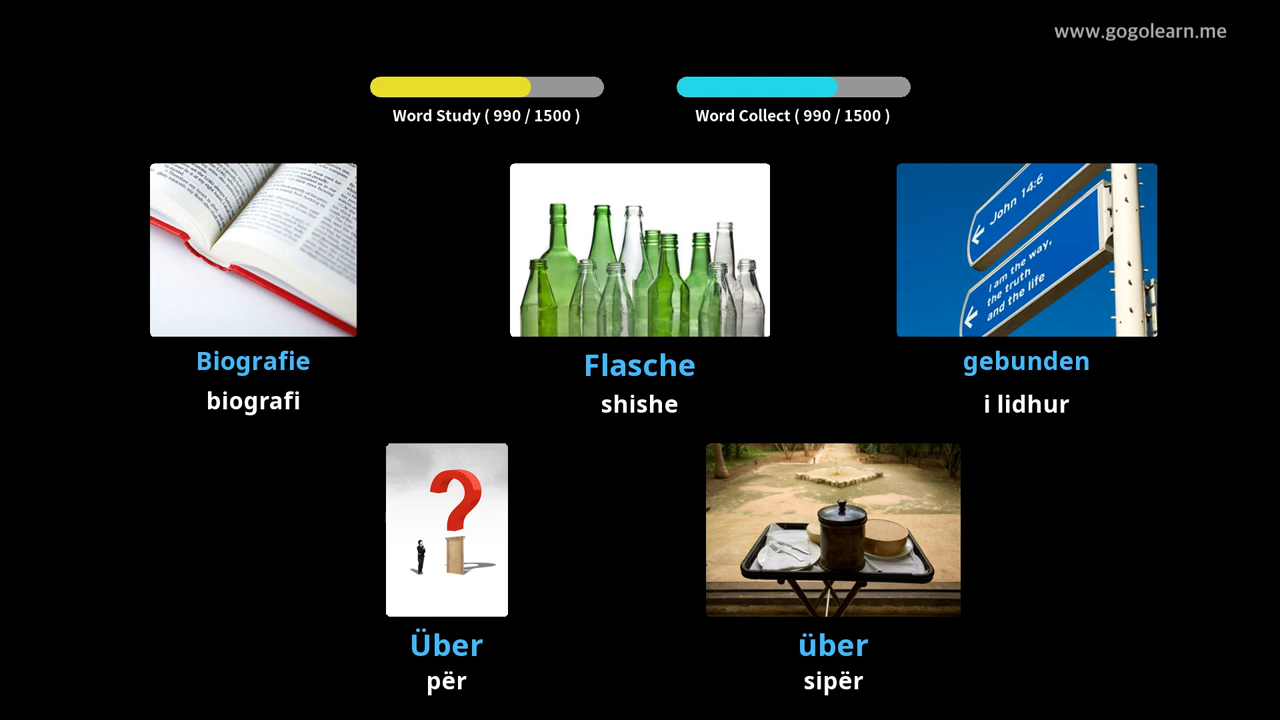 www.gogolearn.me
Word Study ( 990 / 1500 )
Word Collect ( 990 / 1500 )
John 14:6
I am the way,
the truth
and the life
Biografie
biografi
Flasche
shishe
gebunden
i lidhur
?
Über
për
über
sipër